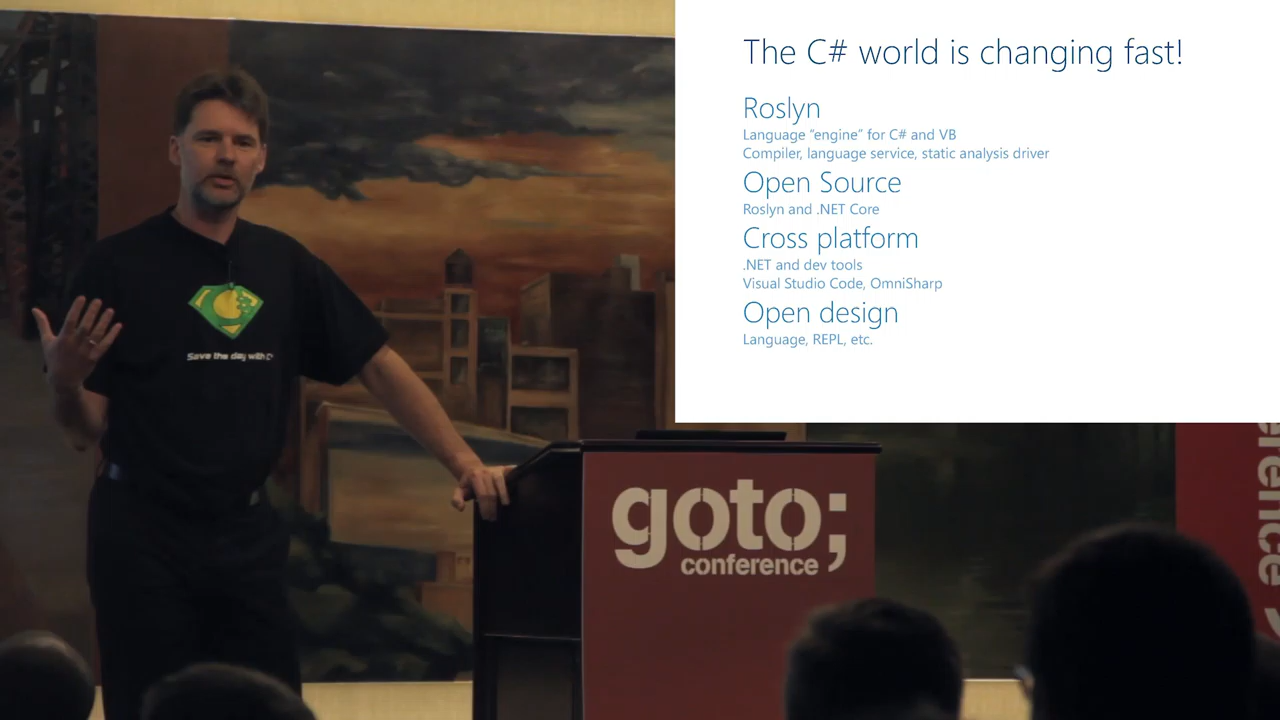 The C# world is changing fast!
Roslyn
Language “engine” for C# and VB
Compiler, language service, static analysis driver
Open Source
Roslyn and .NET Core
Cross platform
.NET and dev tools
Visual Studio Code, OmniSharp
Open design
Language, REPL, etc.
Save the day with C#
goto;
conference